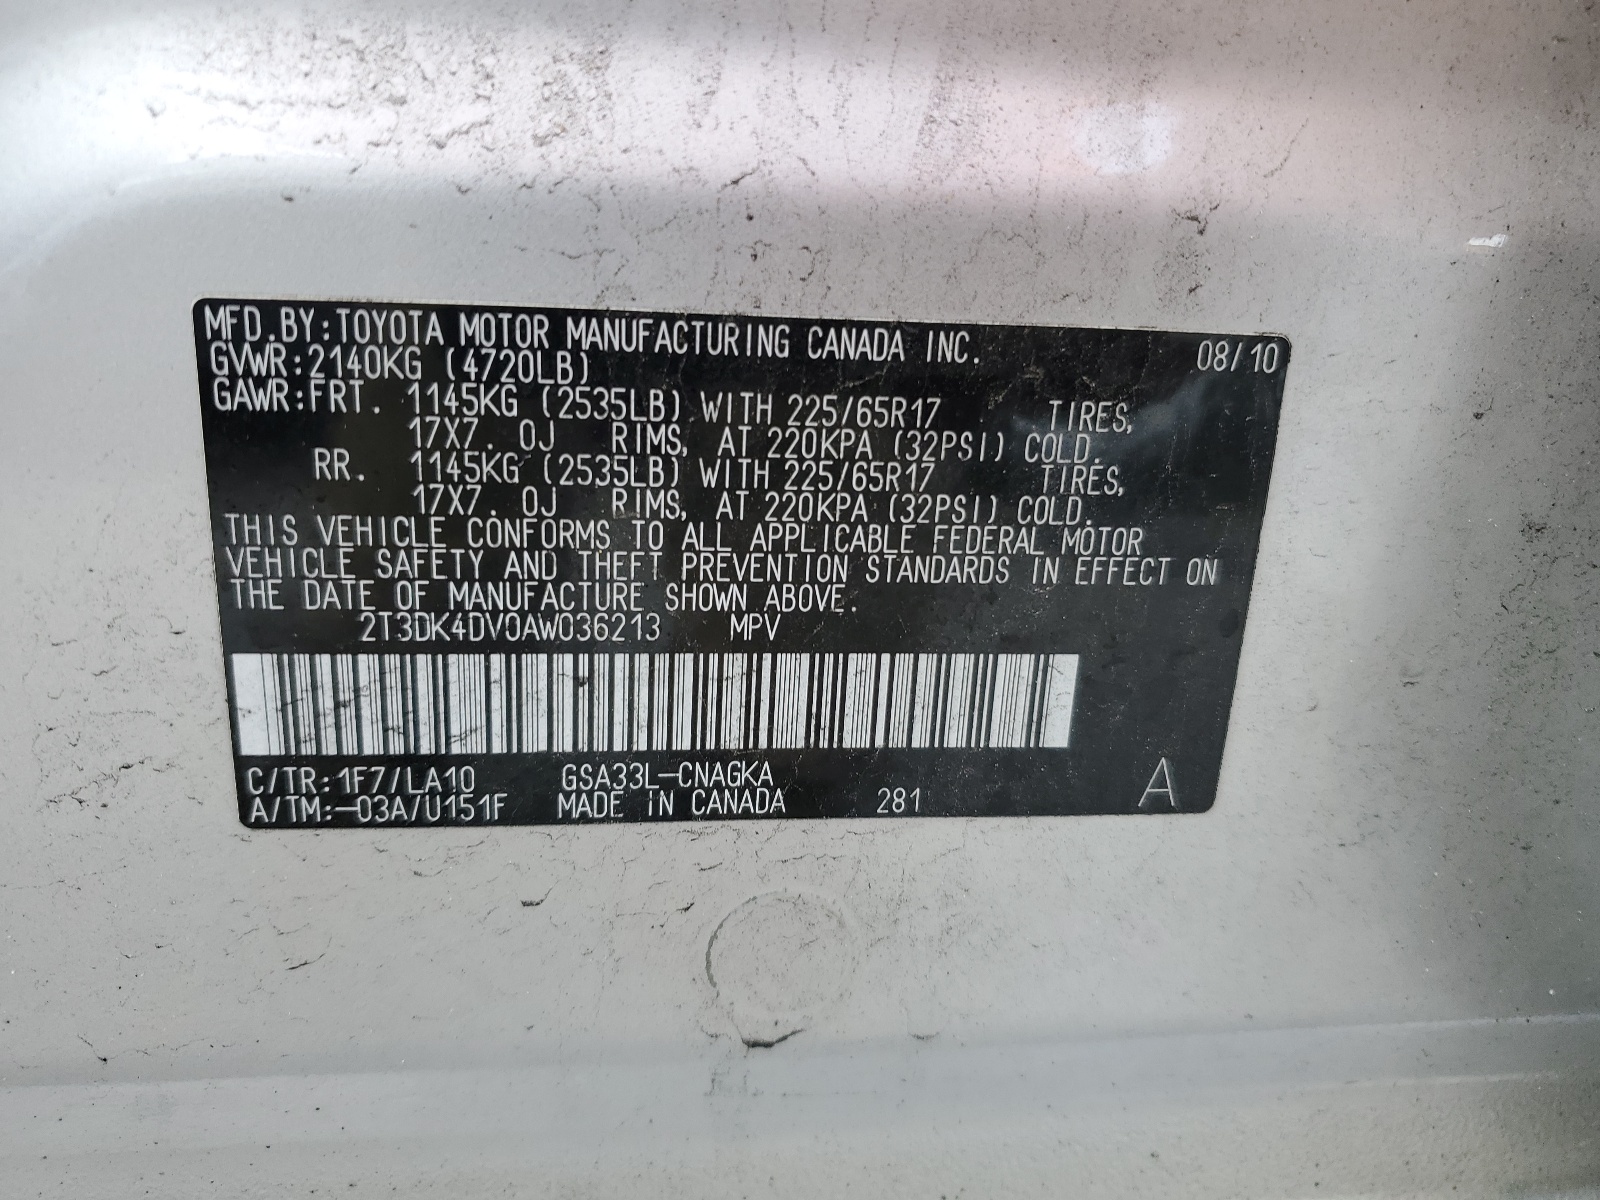 MFD.BY:TOYOTA MOTOR MANUFACTURING CANADA INC. 08/10
GVWR:2140KG (4720LB)
GAWR:FRT. 1145KG (2535LB) WITH 225/65R17 TIRES,
17X7.0J RIMS, AT 220KPA (32PSI) COLD.
RR. 1145KG (2535LB) WITH 225/65R17 TIRES,
17X7.0J RIMS, AT 220KPA (32PSI) COLD.
THIS VEHICLE CONFORMS TO ALL APPLICABLE FEDERAL MOTOR
VEHICLE SAFETY AND THEFT PREVENTION STANDARDS IN EFFECT ON
THE DATE OF MANUFACTURE SHOWN ABOVE.
2T3DK4DV0AW036213 MPV
C/TR:1F7/LA10 GSA33L-CNAGKA
A/TM:-03A/U151F MADE IN CANADA 281 A